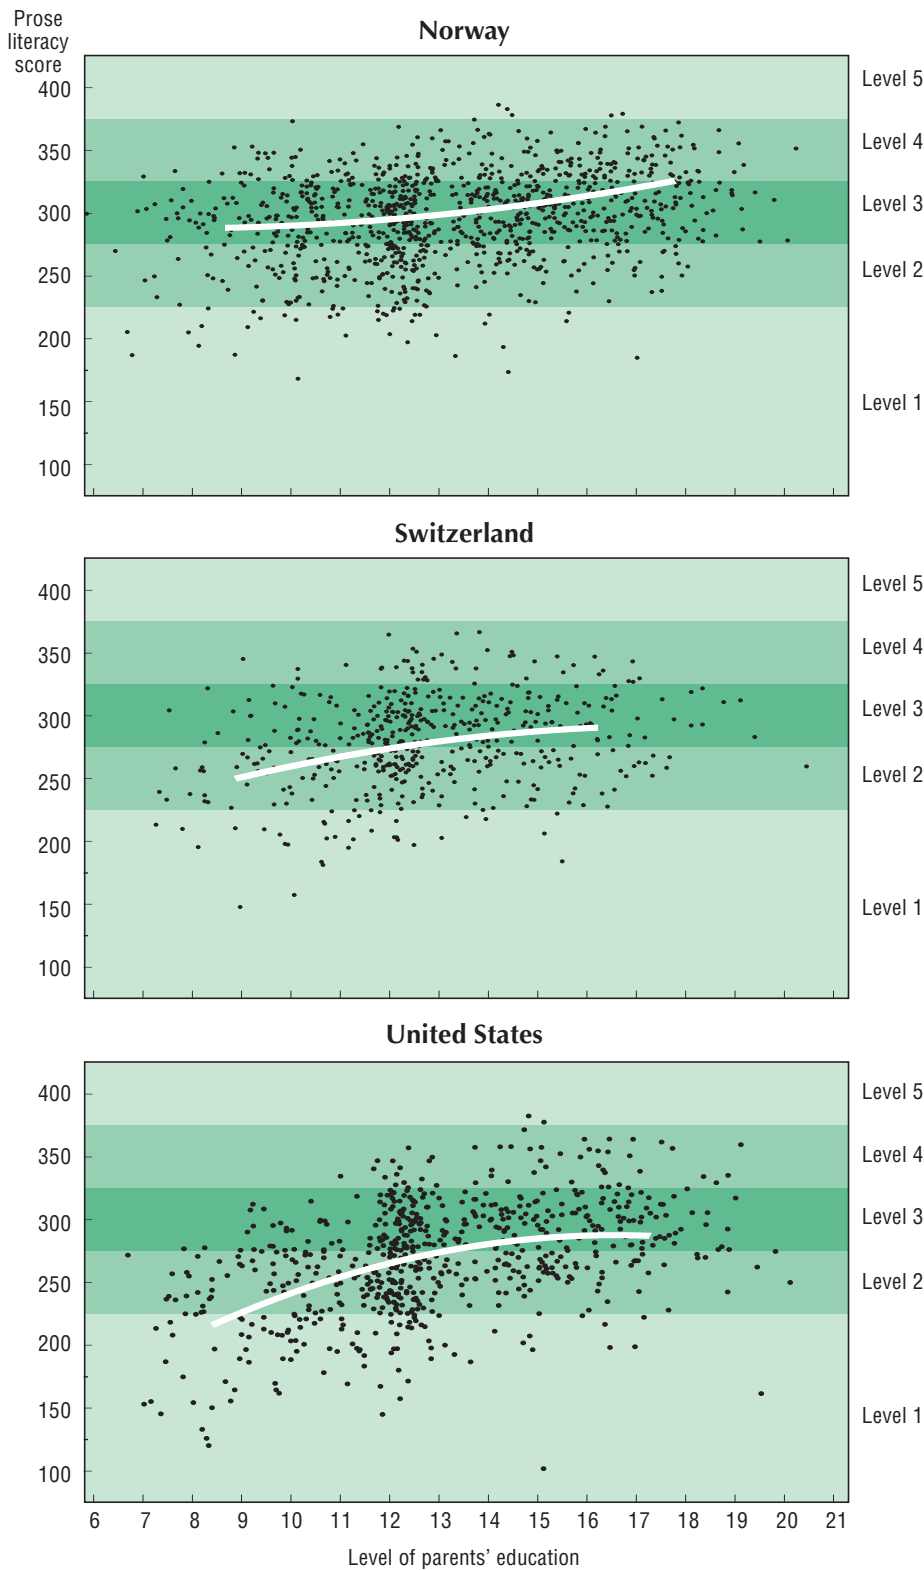 Prose
literacy
score
Norway
400
350
300
250
200
150
100
Level 5
Level 4
Level 3
Level 2
Level 1
Switzerland
400
350
300
250
200
150
100
Level 5
Level 4
Level 3
Level 2
Level 1
United States
400
350
300
250
200
150
100
Level 5
Level 4
Level 3
Level 2
Level 1
6 7 8 9 10 11 12 13 14 15 16 17 18 19 20 21
Level of parents’ education